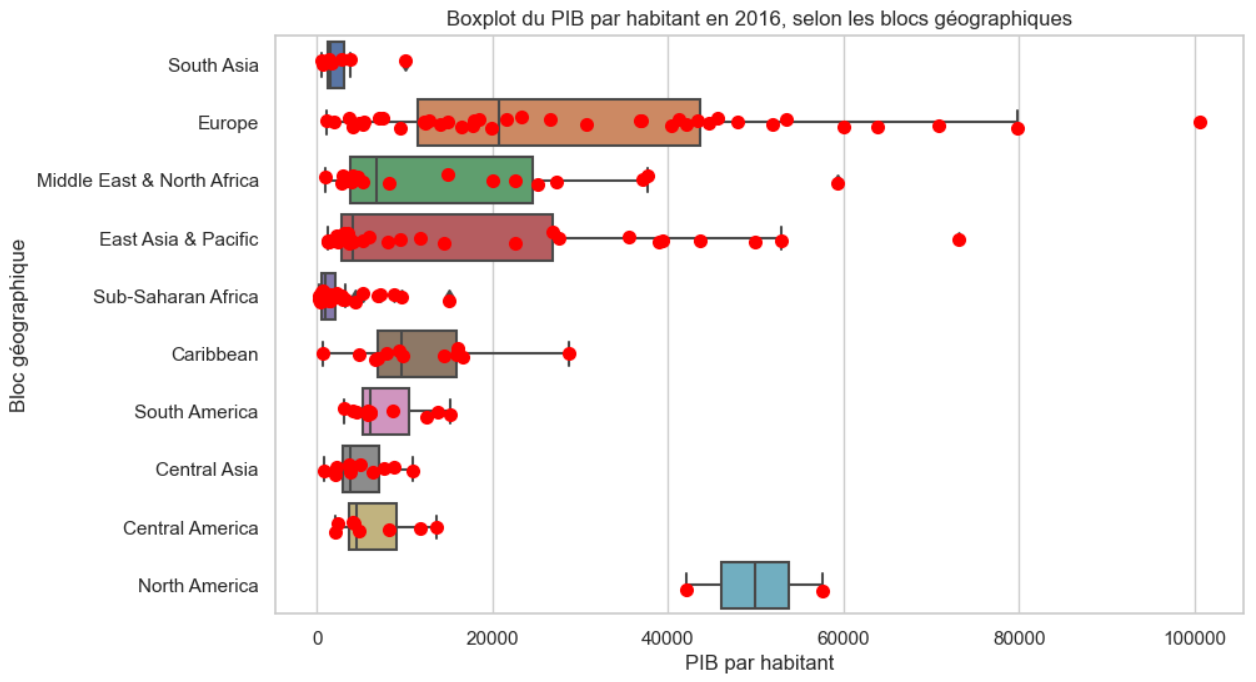 Boxplot du PIB par habitant en 2016, selon les blocs géographiques
Bloc géographique
South Asia
Europe
Middle East & North Africa
East Asia & Pacific
Sub-Saharan Africa
Caribbean
South America
Central Asia
Central America
North America
0 20000 40000 60000 80000 100000
PIB par habitant